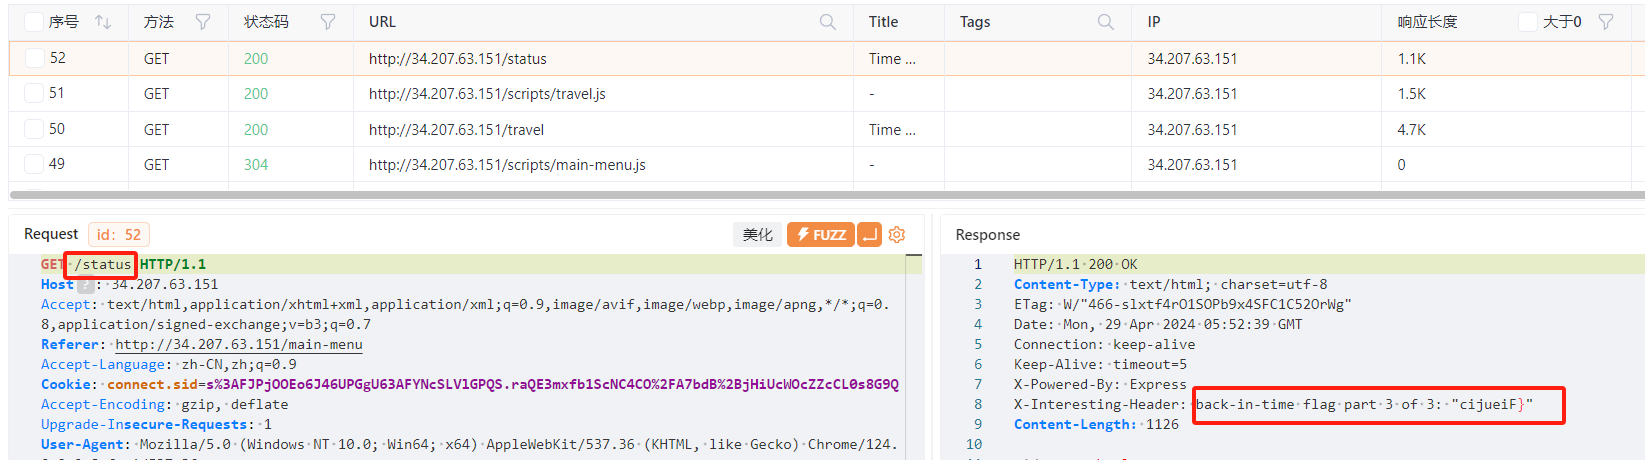 序号 方法 状态码 URL Title Tags IP 响应长度 大于0
52 GET 200 http://34.207.63.151/status Time ... 34.207.63.151 1.1K
51 GET 200 http://34.207.63.151/scripts/travel.js - 34.207.63.151 1.5K
50 GET 200 http://34.207.63.151/travel Time ... 34.207.63.151 4.7K
49 GET 304 http://34.207.63.151/scripts/main-menu.js - 34.207.63.151 0
Request id: 52 美化 FUZZ
GET /status HTTP/1.1
Host ? : 34.207.63.151
Accept: text/html,application/xhtml+xml,application/xml;q=0.9,image/avif,image/webp,image/apng,*/*;q=0.
8,application/signed-exchange;v=b3;q=0.7
Referer: http://34.207.63.151/main-menu
Accept-Language: zh-CN,zh;q=0.9
Cookie: connect.sid=s%3AFJPjOOEo6J46UPGgU63AFYNcSLVlGPQS.raQE3mxfb1ScNC4CO%2FA7bdB%2BjHiUcWOcZZcCL0s8G9Q
Accept-Encoding: gzip, deflate
Upgrade-Insecure-Requests: 1
User-Agent: Mozilla/5.0 (Windows NT 10.0; Win64; x64) AppleWebKit/537.36 (KHTML, like Gecko) Chrome/124.
Response
1 HTTP/1.1 200 OK
2 Content-Type: text/html; charset=utf-8
3 ETag: W/"466-slxtf4rO1SOPb9x4SFC1C52OrWg"
4 Date: Mon, 29 Apr 2024 05:52:39 GMT
5 Connection: keep-alive
6 Keep-Alive: timeout=5
7 X-Powered-By: Express
8 X-Interesting-Header: back-in-time flag part 3 of 3: "cijueiF}"
9 Content-Length: 1126
10